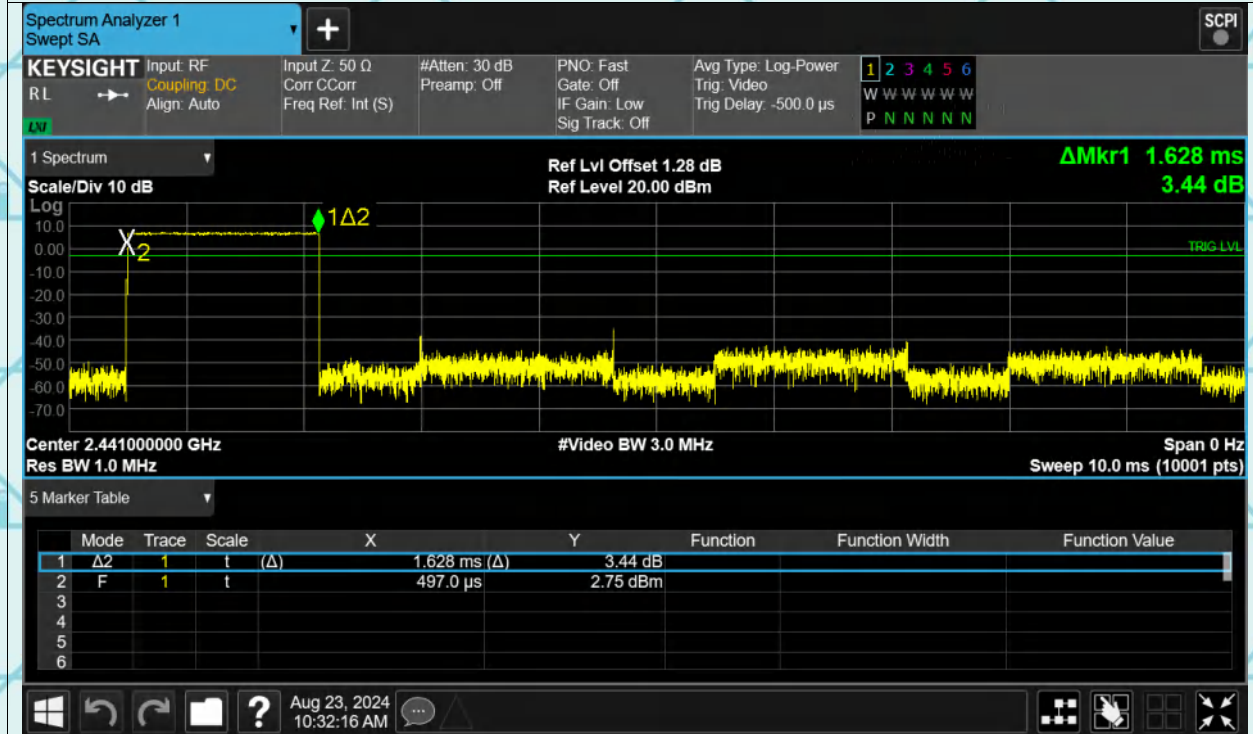 Spectrum Analyzer 1
Swept SA
+
SCPI
KEYSIGHT
RL
LXI
Input: RF
Coupling: DC
Align: Auto
Input Z: 50 Ω
Corr CCorr
Freq Ref: Int (S)
#Atten: 30 dB
Preamp: Off
PNO: Fast
Gate: Off
IF Gain: Low
Sig Track: Off
Avg Type: Log-Power
Trig: Video
Trig Delay: -500.0 µs
1 2 3 4 5 6
W W W W W W
P N N N N N
1 Spectrum
Scale/Div 10 dB
Ref Lvl Offset 1.28 dB
Ref Level 20.00 dBm
ΔMkr1 1.628 ms
3.44 dB
Log
10.0
0.00
-10.0
-20.0
-30.0
-40.0
-50.0
-60.0
-70.0
X2
1Δ2
TRIG LVL
Center 2.441000000 GHz
#Video BW 3.0 MHz
Span 0 Hz
Res BW 1.0 MHz
Sweep 10.0 ms (10001 pts)
5 Marker Table
Mode Trace Scale X Y Function Function Width Function Value
1 Δ2 1 t (Δ) 1.628 ms (Δ) 3.44 dB
2 F 1 t 497.0 µs 2.75 dBm
3
4
5
6
?
Aug 23, 2024
10:32:16 AM